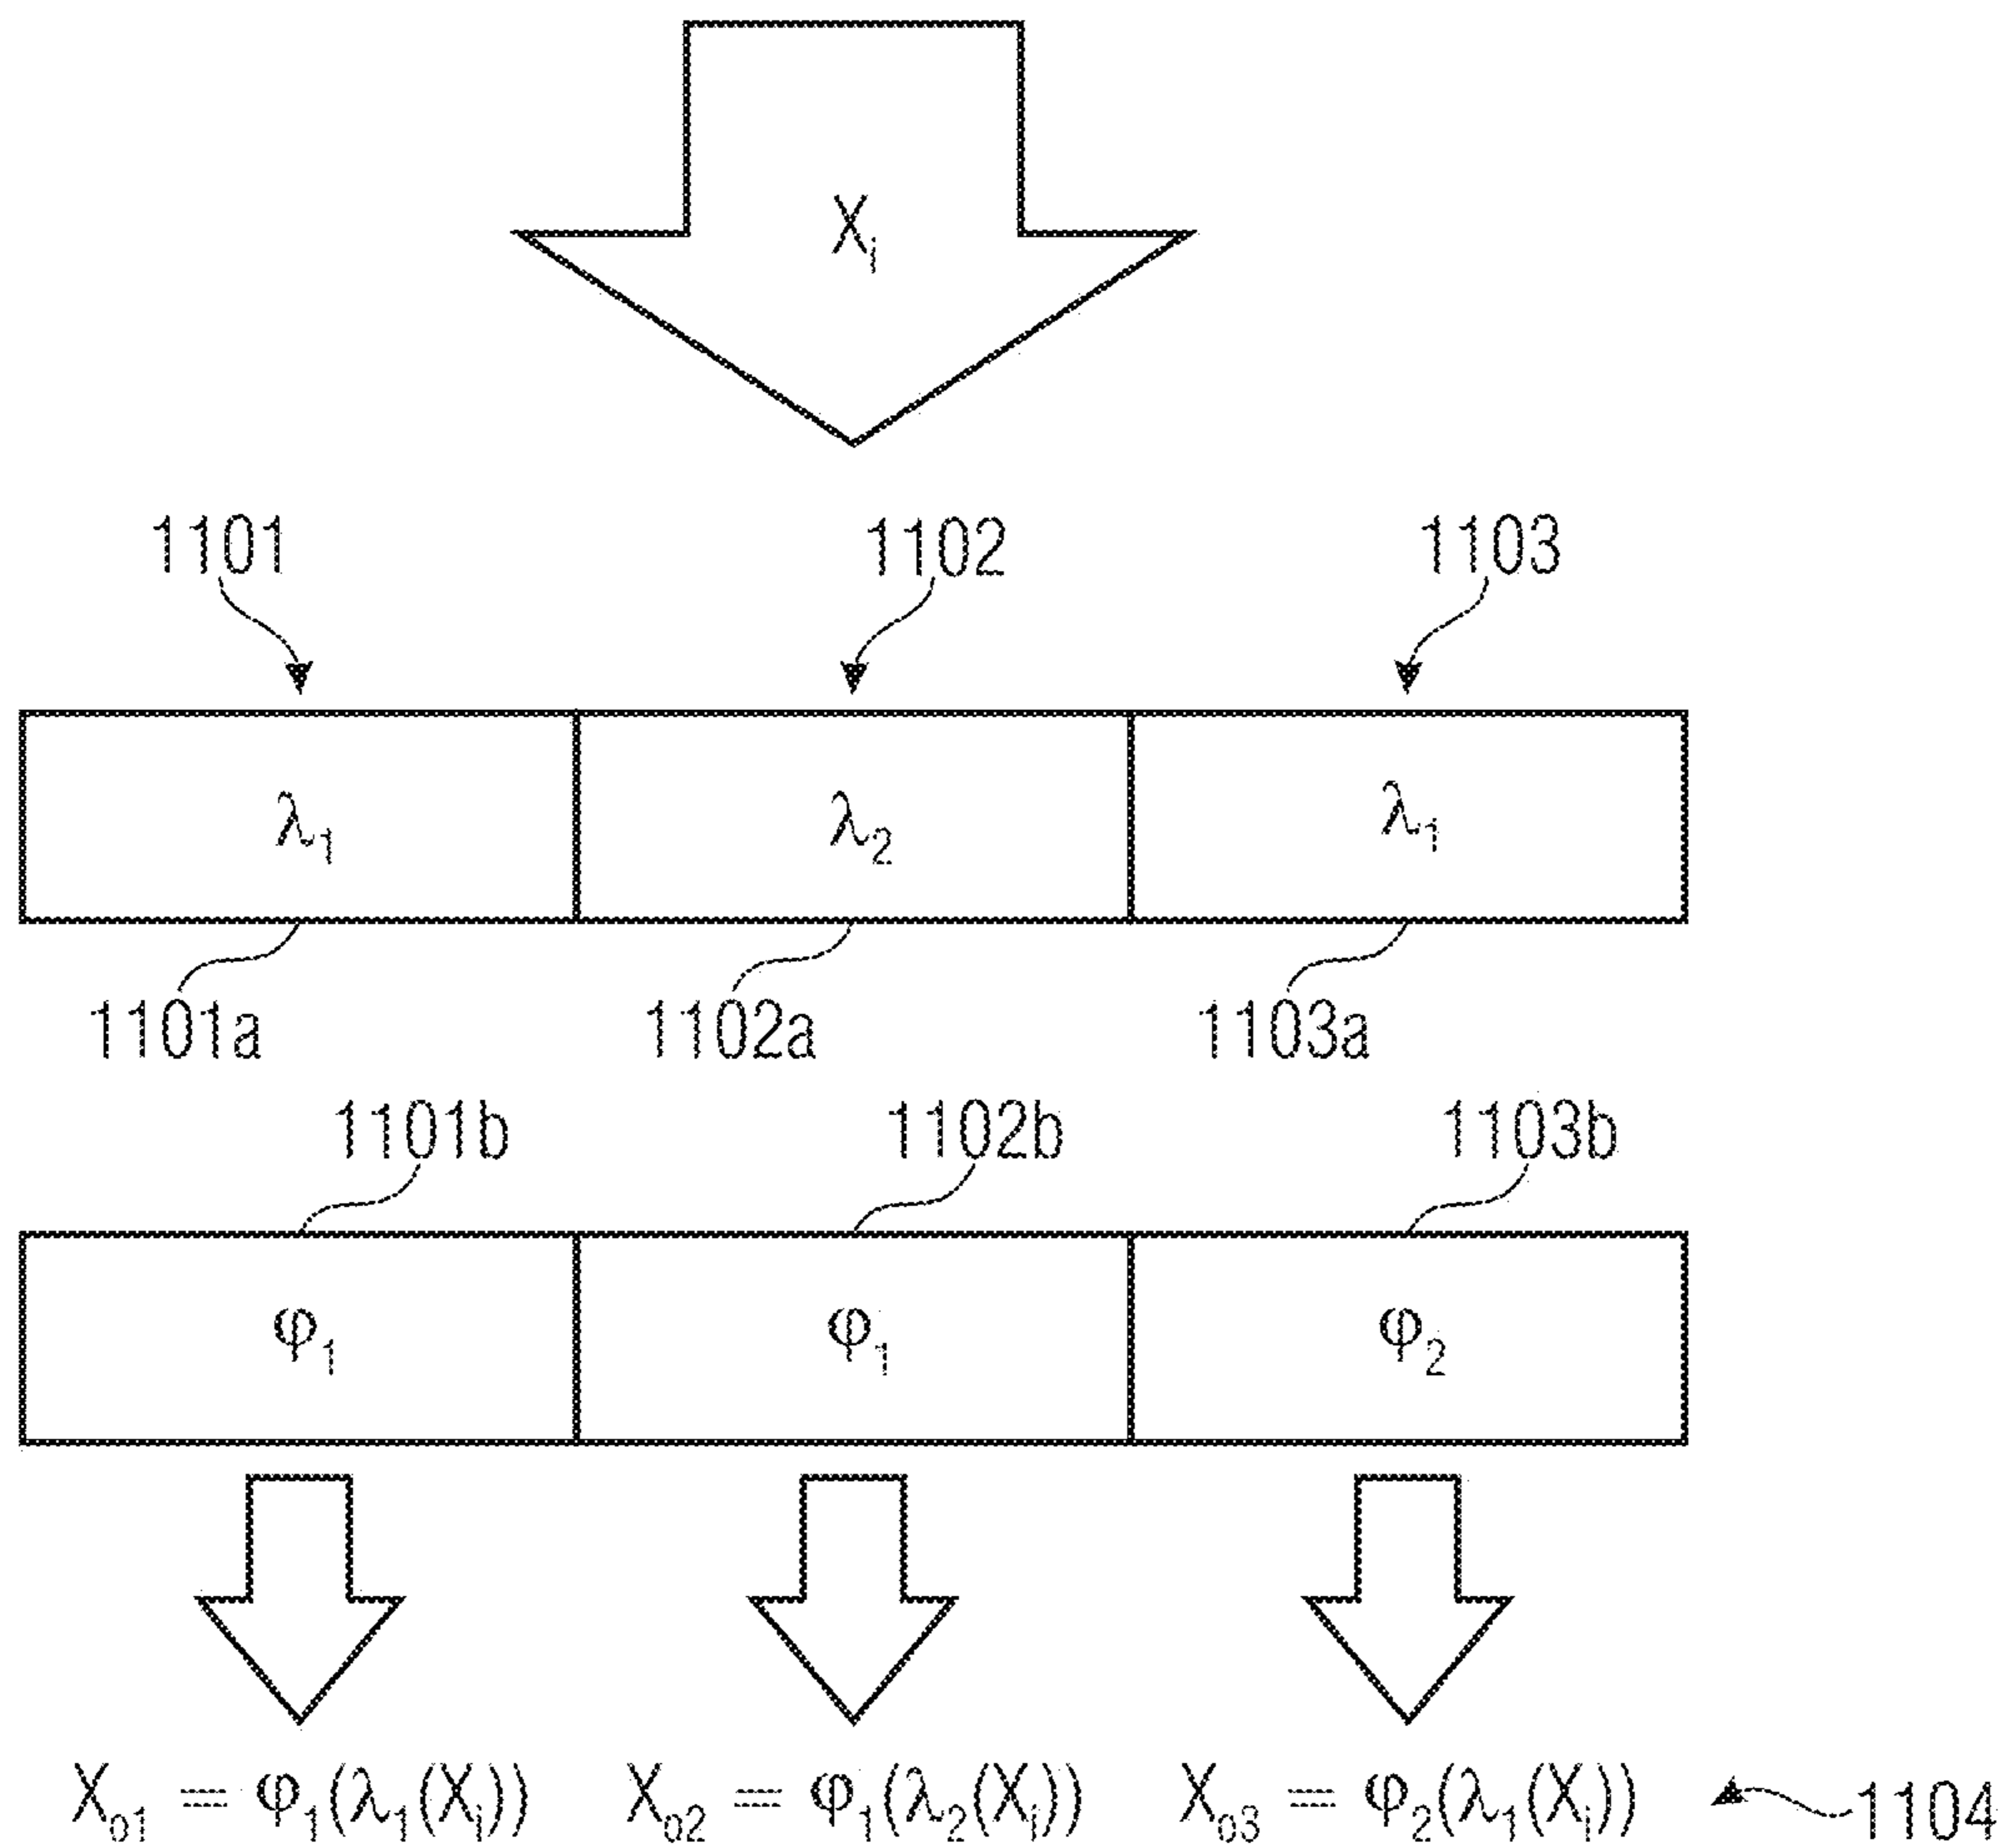 Xᵢ
1101 1102 1103
λ₁ λ₂ λ₁
1101a 1102a 1103a
1101b 1102b 1103b
φ₁ φ₁ φ₂
Xₒ₁ = φ₁(λ₁(Xᵢ)) Xₒ₂ = φ₁(λ₂(Xᵢ)) Xₒ₃ = φ₂(λ₁(Xᵢ)) 1104